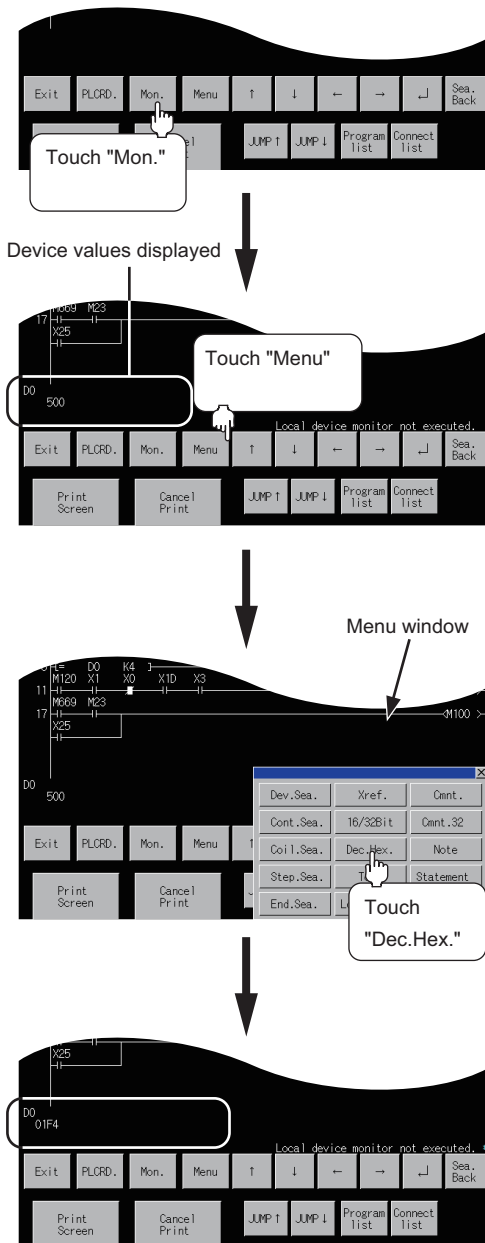 Exit PLCRD. Mon. Menu ↑ ↓ ← → ↵ Sea. Back
JUMP↑ JUMP↓ Program list Connect list
Touch "Mon."
Device values displayed
M669 M23
17
X25
Touch "Menu"
D0
500
Local device monitor not executed.
Exit PLCRD. Mon. Menu ↑ ↓ ← → ↵ Sea. Back
Print Screen Cancel Print JUMP↑ JUMP↓ Program list Connect list
Menu window
D0 K4
M120 X1 X0 X1D X3
11
M669 M23
17 M100
X25
D0
500
Dev.Sea. Xref. Cmnt.
Cont.Sea. 16/32Bit Cmnt.32
Exit PLCRD. Mon. Menu
Coil.Sea. Dec.Hex. Note
Step.Sea. Statement
Print Screen Cancel Print
End.Sea.
Touch
"Dec.Hex."
X25
D0
01F4
Local device monitor not executed.
Exit PLCRD. Mon. Menu ↑ ↓ ← → ↵ Sea. Back
Print Screen Cancel Print JUMP↑ JUMP↓ Program list Connect list